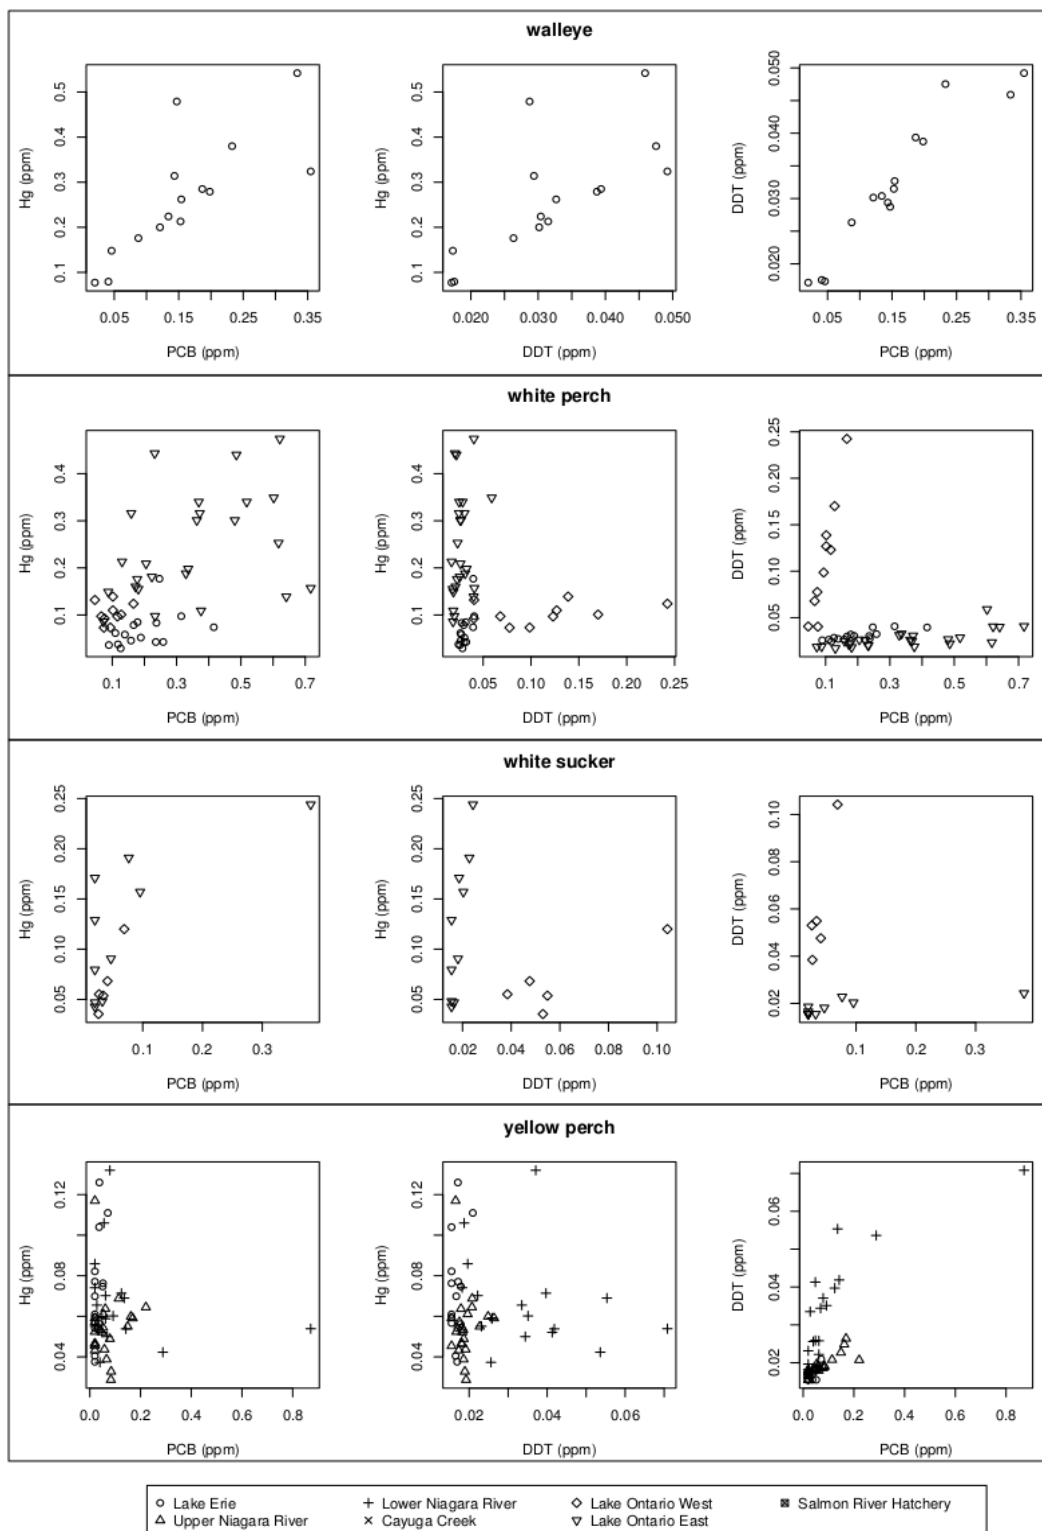 walleye
Hg (ppm)
0.1 0.2 0.3 0.4 0.5
0.05 0.15 0.25 0.35
PCB (ppm)
Hg (ppm)
0.1 0.2 0.3 0.4 0.5
0.020 0.030 0.040 0.050
DDT (ppm)
DDT (ppm)
0.020 0.030 0.040 0.050
0.05 0.15 0.25 0.35
PCB (ppm)
white perch
Hg (ppm)
0.1 0.2 0.3 0.4
0.1 0.3 0.5 0.7
PCB (ppm)
Hg (ppm)
0.1 0.2 0.3 0.4
0.05 0.10 0.15 0.20 0.25
DDT (ppm)
DDT (ppm)
0.05 0.10 0.15 0.20 0.25
0.1 0.3 0.5 0.7
PCB (ppm)
white sucker
Hg (ppm)
0.05 0.10 0.15 0.20 0.25
0.1 0.2 0.3
PCB (ppm)
Hg (ppm)
0.05 0.10 0.15 0.20 0.25
0.02 0.04 0.06 0.08 0.10
DDT (ppm)
DDT (ppm)
0.02 0.04 0.06 0.08 0.10
0.1 0.2 0.3
PCB (ppm)
yellow perch
Hg (ppm)
0.04 0.08 0.12
0.0 0.2 0.4 0.6 0.8
PCB (ppm)
Hg (ppm)
0.04 0.08 0.12
0.02 0.04 0.06
DDT (ppm)
DDT (ppm)
0.02 0.04 0.06
0.0 0.2 0.4 0.6 0.8
PCB (ppm)
Lake Erie Lower Niagara River Lake Ontario West Salmon River Hatchery
Upper Niagara River Cayuga Creek Lake Ontario East